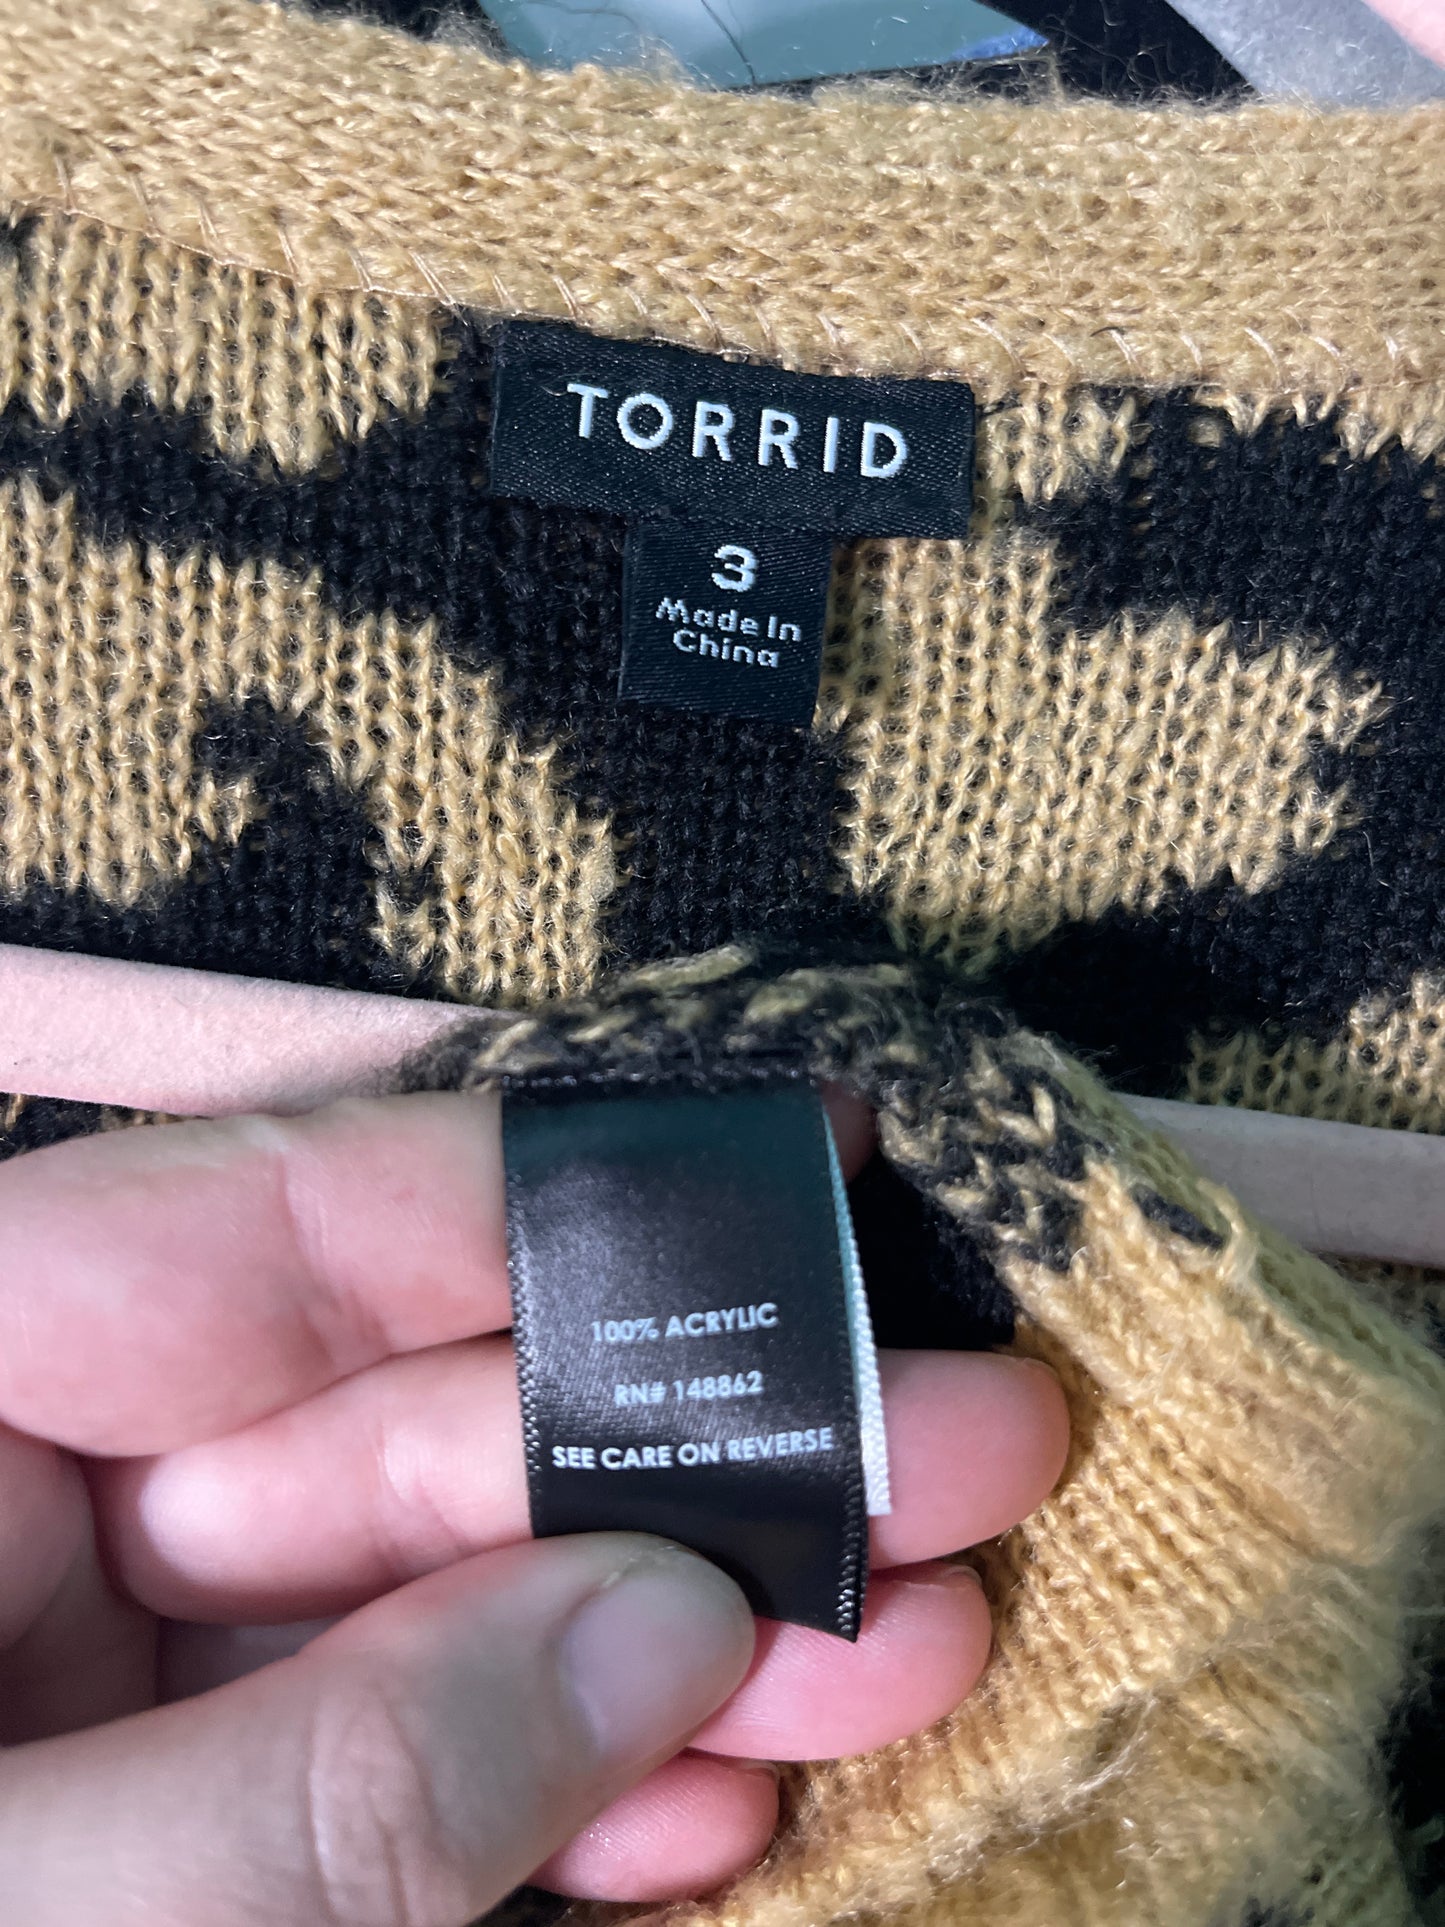 TORRID
3
Made In
China
100% ACRYLIC
RN# 148862
SEE CARE ON REVERSE